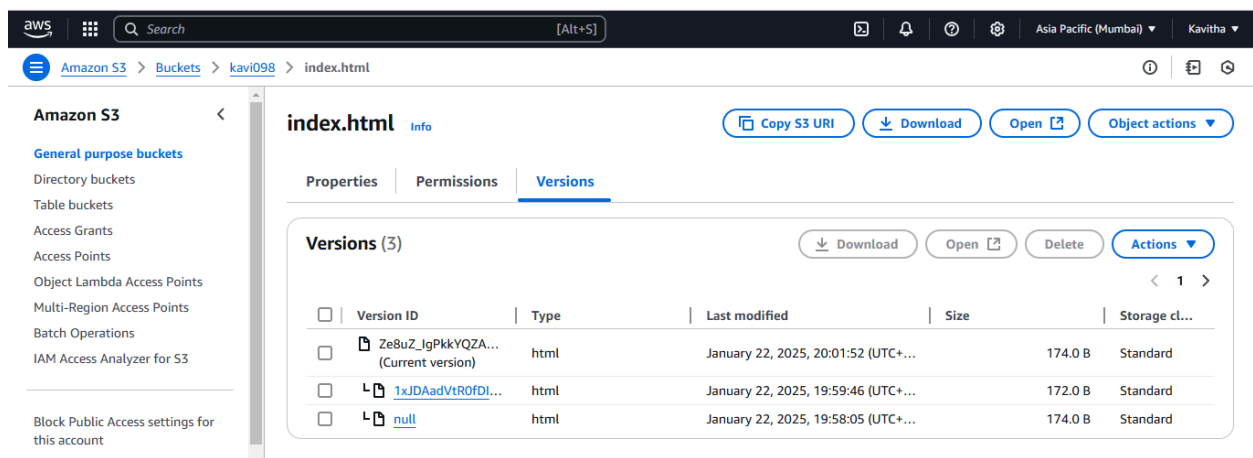 aws Search [Alt+S] Asia Pacific (Mumbai) Kavitha
Amazon S3 > Buckets > kavi098 > index.html
Amazon S3
General purpose buckets
Directory buckets
Table buckets
Access Grants
Access Points
Object Lambda Access Points
Multi-Region Access Points
Batch Operations
IAM Access Analyzer for S3
Block Public Access settings for
this account
index.html Info Copy S3 URI Download Open Object actions
Properties Permissions Versions
Versions (3) Download Open Delete Actions
1
Version ID Type Last modified Size Storage cl...
Ze8uZ_IgPkkYQZA...
(Current version) html January 22, 2025, 20:01:52 (UTC+... 174.0 B Standard
1xJDAadVtR0fDI... html January 22, 2025, 19:59:46 (UTC+... 172.0 B Standard
null html January 22, 2025, 19:58:05 (UTC+... 174.0 B Standard